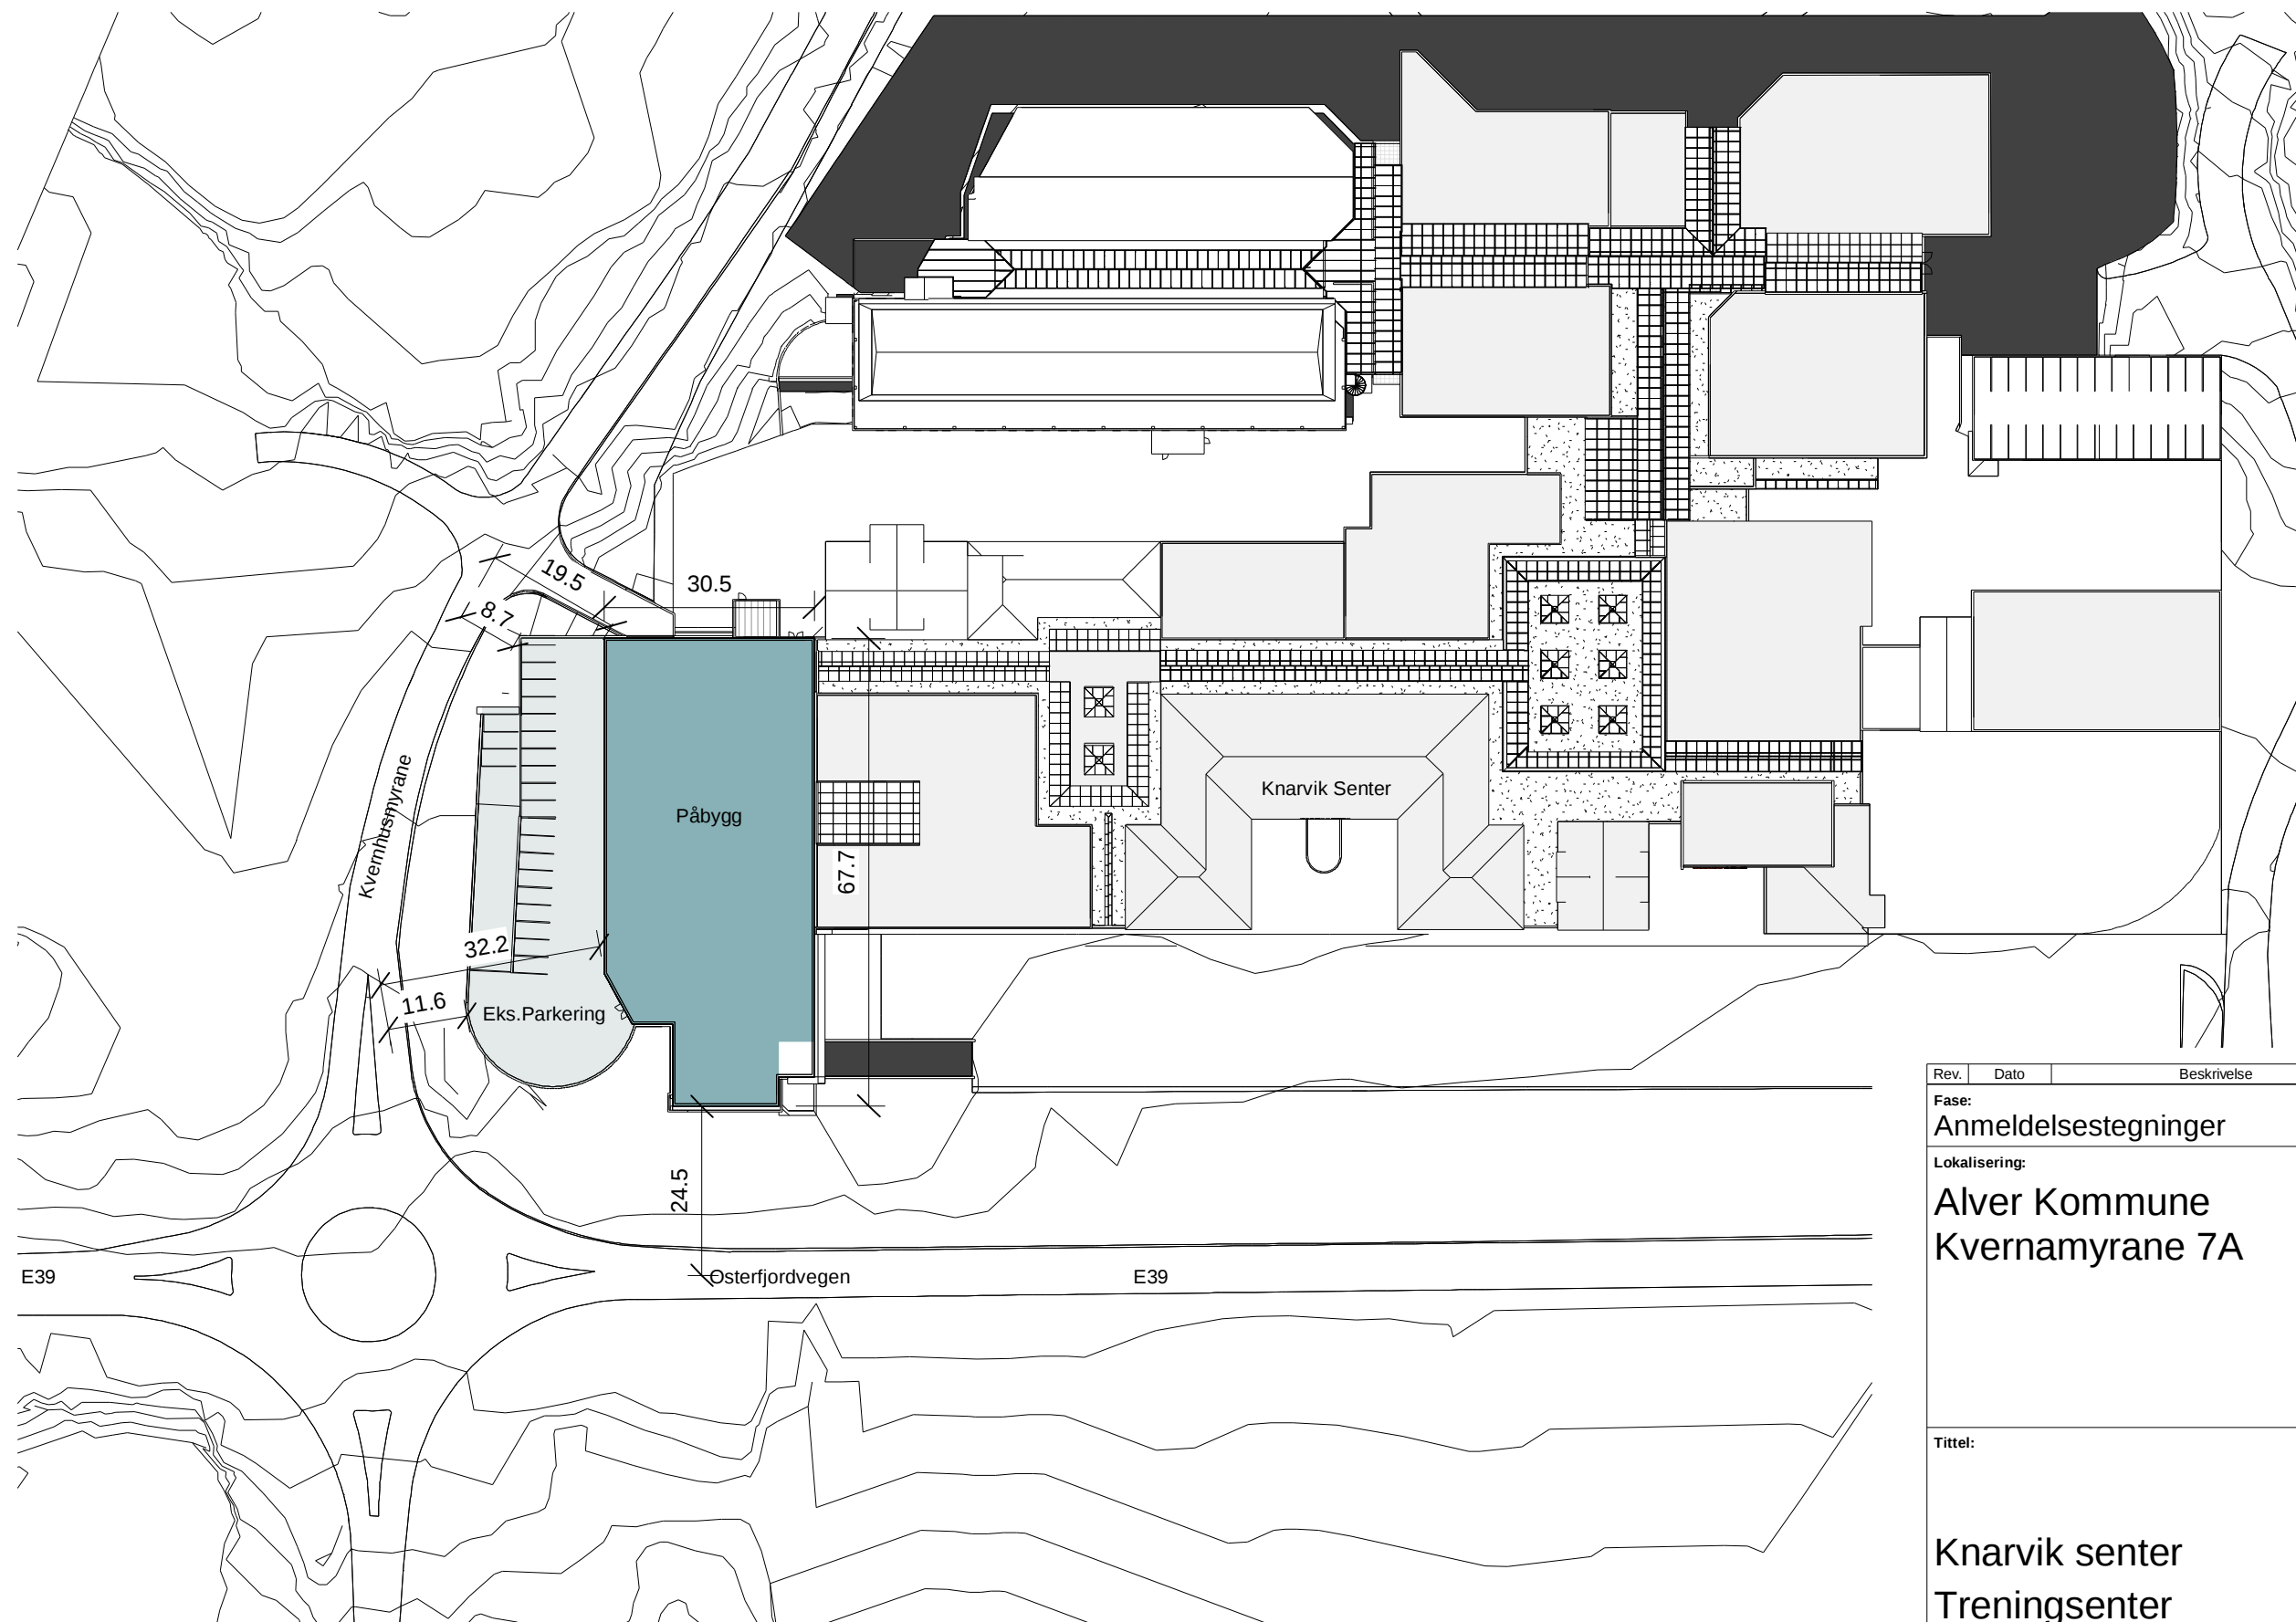 19.5
30.5
8.7
Kvernhusmyrane
Knarvik Senter
Påbygg
67.7
32.2
11.6
Eks.Parkering
24.5
E39
Osterfjordvegen
E39
Rev. Dato Beskrivelse
Fase:
Anmeldelsestegninger
Lokalisering:
Alver Kommune
Kvernamyrane 7A
Tittel:
Knarvik senter
Treningsenter